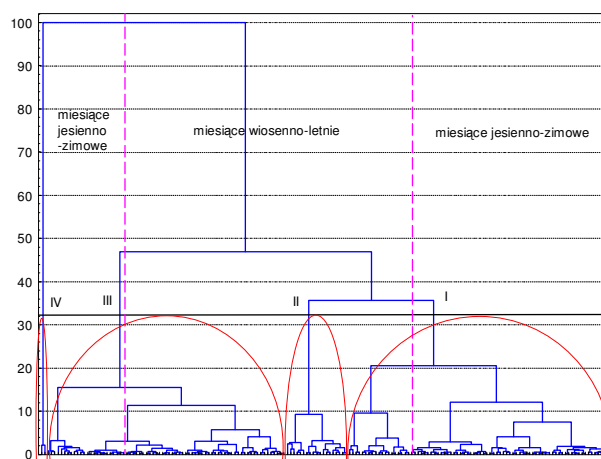 100
90
80
70
60
50
40
30
20
10
0
miesiące
jesienno
-zimowe
miesiące wiosenno-letnie
miesiące jesienno-zimowe
IV
III
II
I